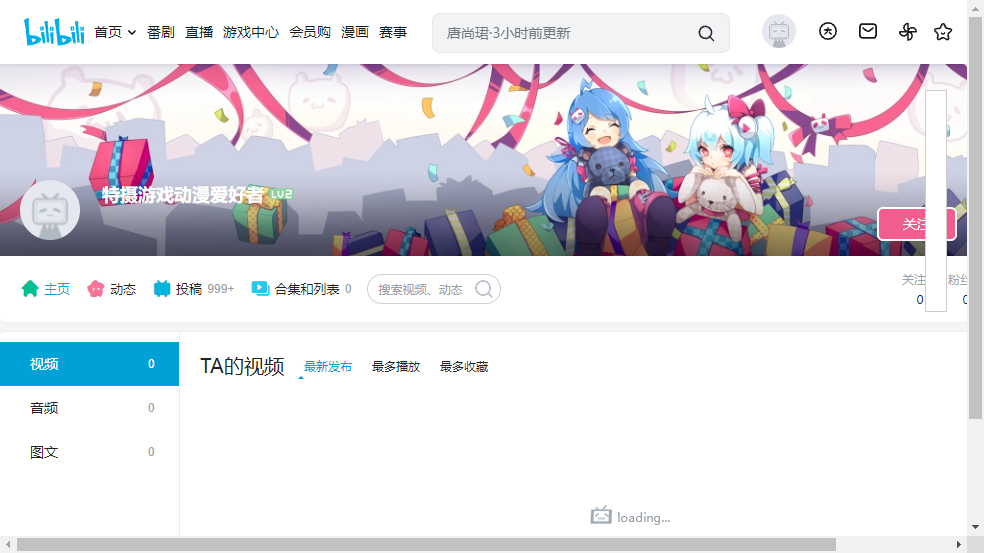 bilibili 首页 番剧 直播 游戏中心 会员购 漫画 赛事 唐尚珺·3小时前更新
特摄游戏动漫爱好者 LV2
关注
主页 动态 投稿 999+ 合集和列表 0 搜索视频、动态
关注 粉丝
0 0
视频 0
TA的视频 最新发布 最多播放 最多收藏
音频 0
图文 0
loading...